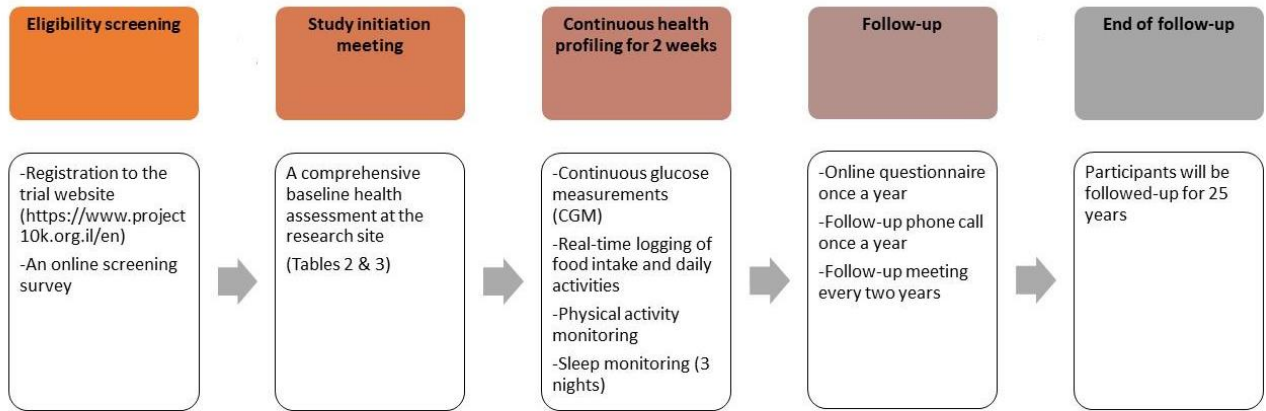 Eligibility screening
Study initiation
meeting
Continuous health
profiling for 2 weeks
Follow-up
End of follow-up
-Registration to the
trial website
(https://www.project
10k.org.il/en)
-An online screening
survey
A comprehensive
baseline health
assessment at the
research site
(Tables 2 & 3)
-Continuous glucose
measurements
(CGM)
-Real-time logging of
food intake and daily
activities
-Physical activity
monitoring
-Sleep monitoring (3
nights)
-Online questionnaire
once a year
-Follow-up phone call
once a year
-Follow-up meeting
every two years
Participants will be
followed-up for 25
years